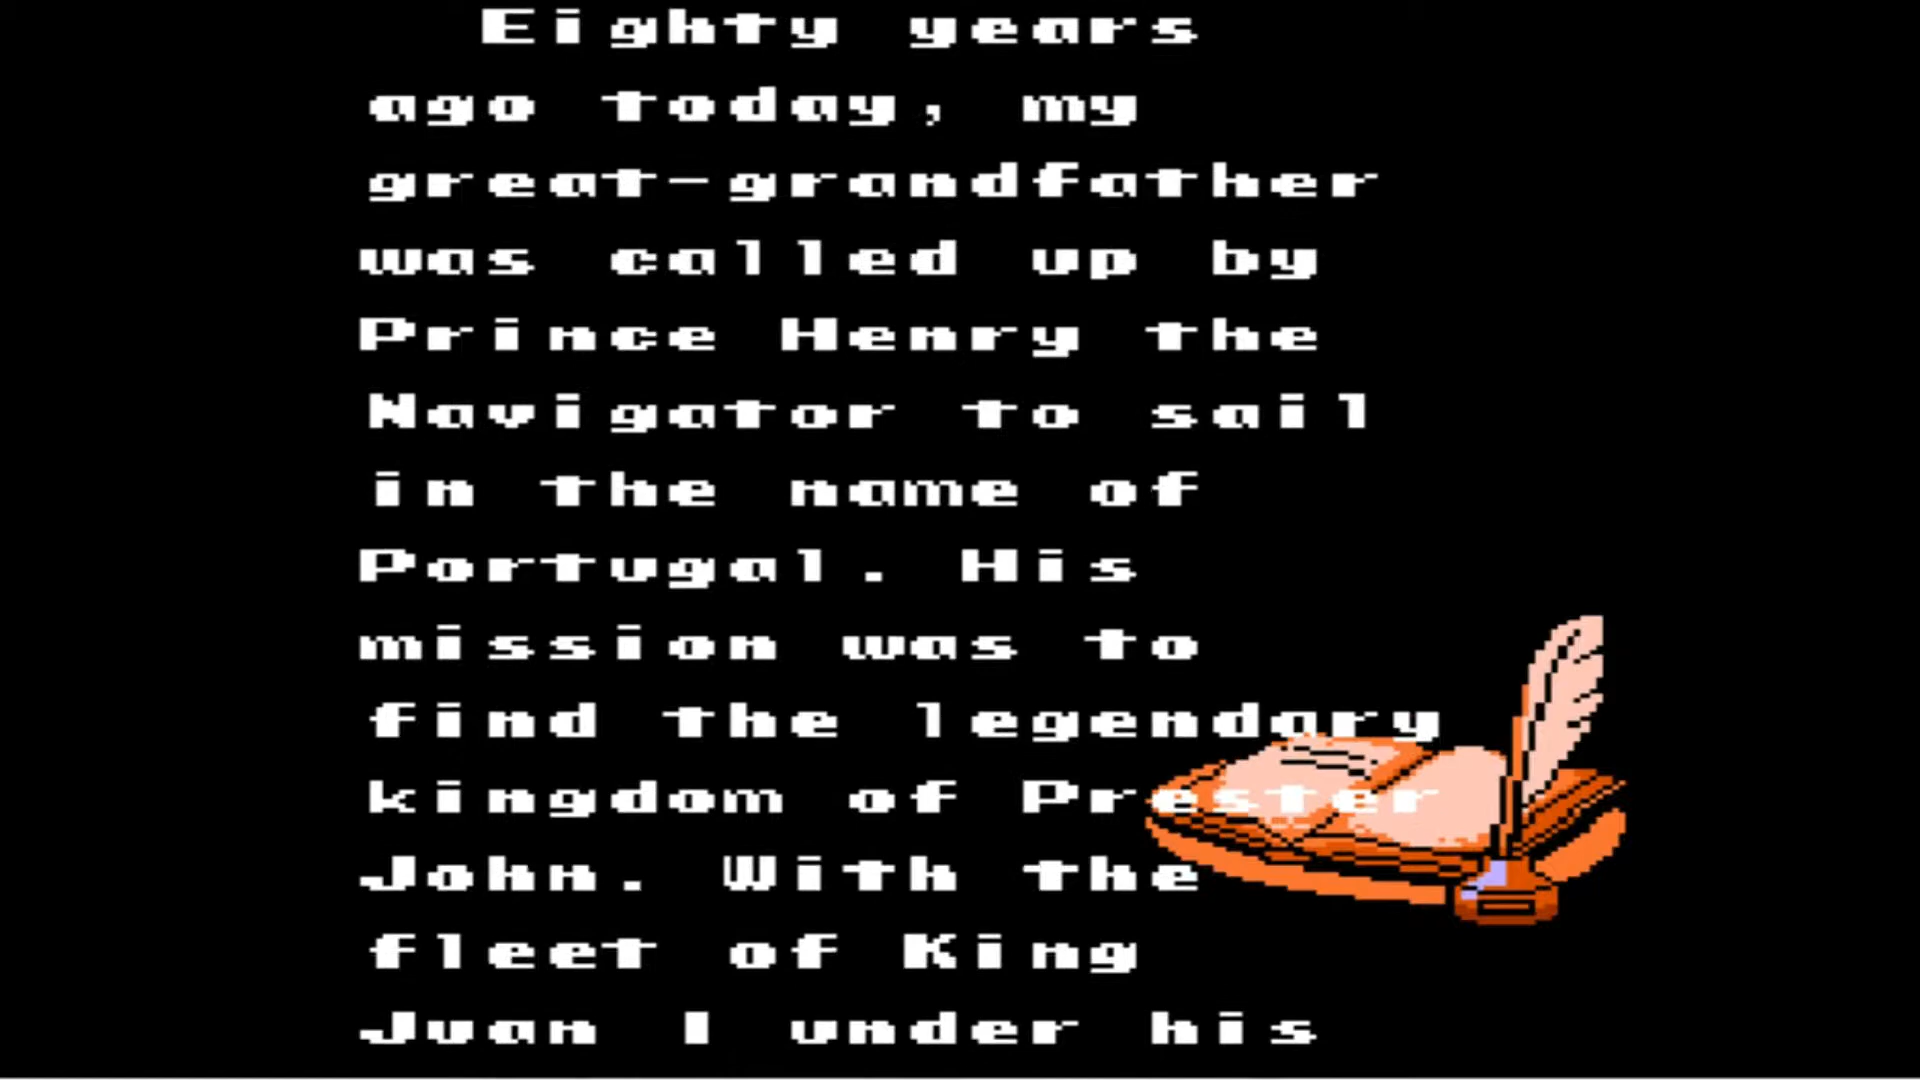 Eighty years
ago today, my
great-grandfather
was called up by
Prince Henry the
Navigator to sail
in the name of
Portugal. His
mission was to
find the legendary
kingdom of Prester
John. With the
fleet of King
Juan I under his